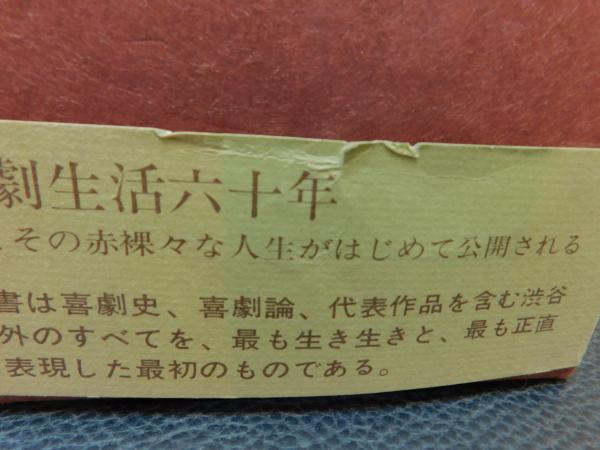 劇生活六十年
、その赤裸々な人生がはじめて公開される
書は喜劇史、喜劇論、代表作品を含む渋谷
外のすべてを、最も生き生きと、最も正直
表現した最初のものである。